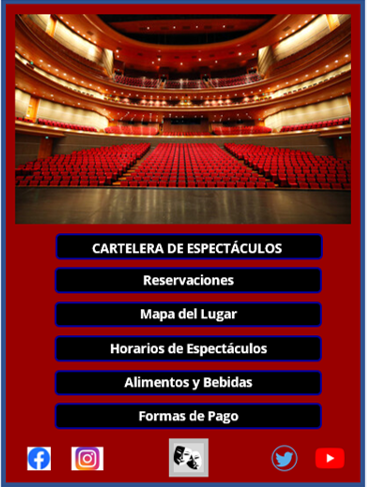 CARTELERA DE ESPECTÁCULOS
Reservaciones
Mapa del Lugar
Horarios de Espectáculos
Alimentos y Bebidas
Formas de Pago